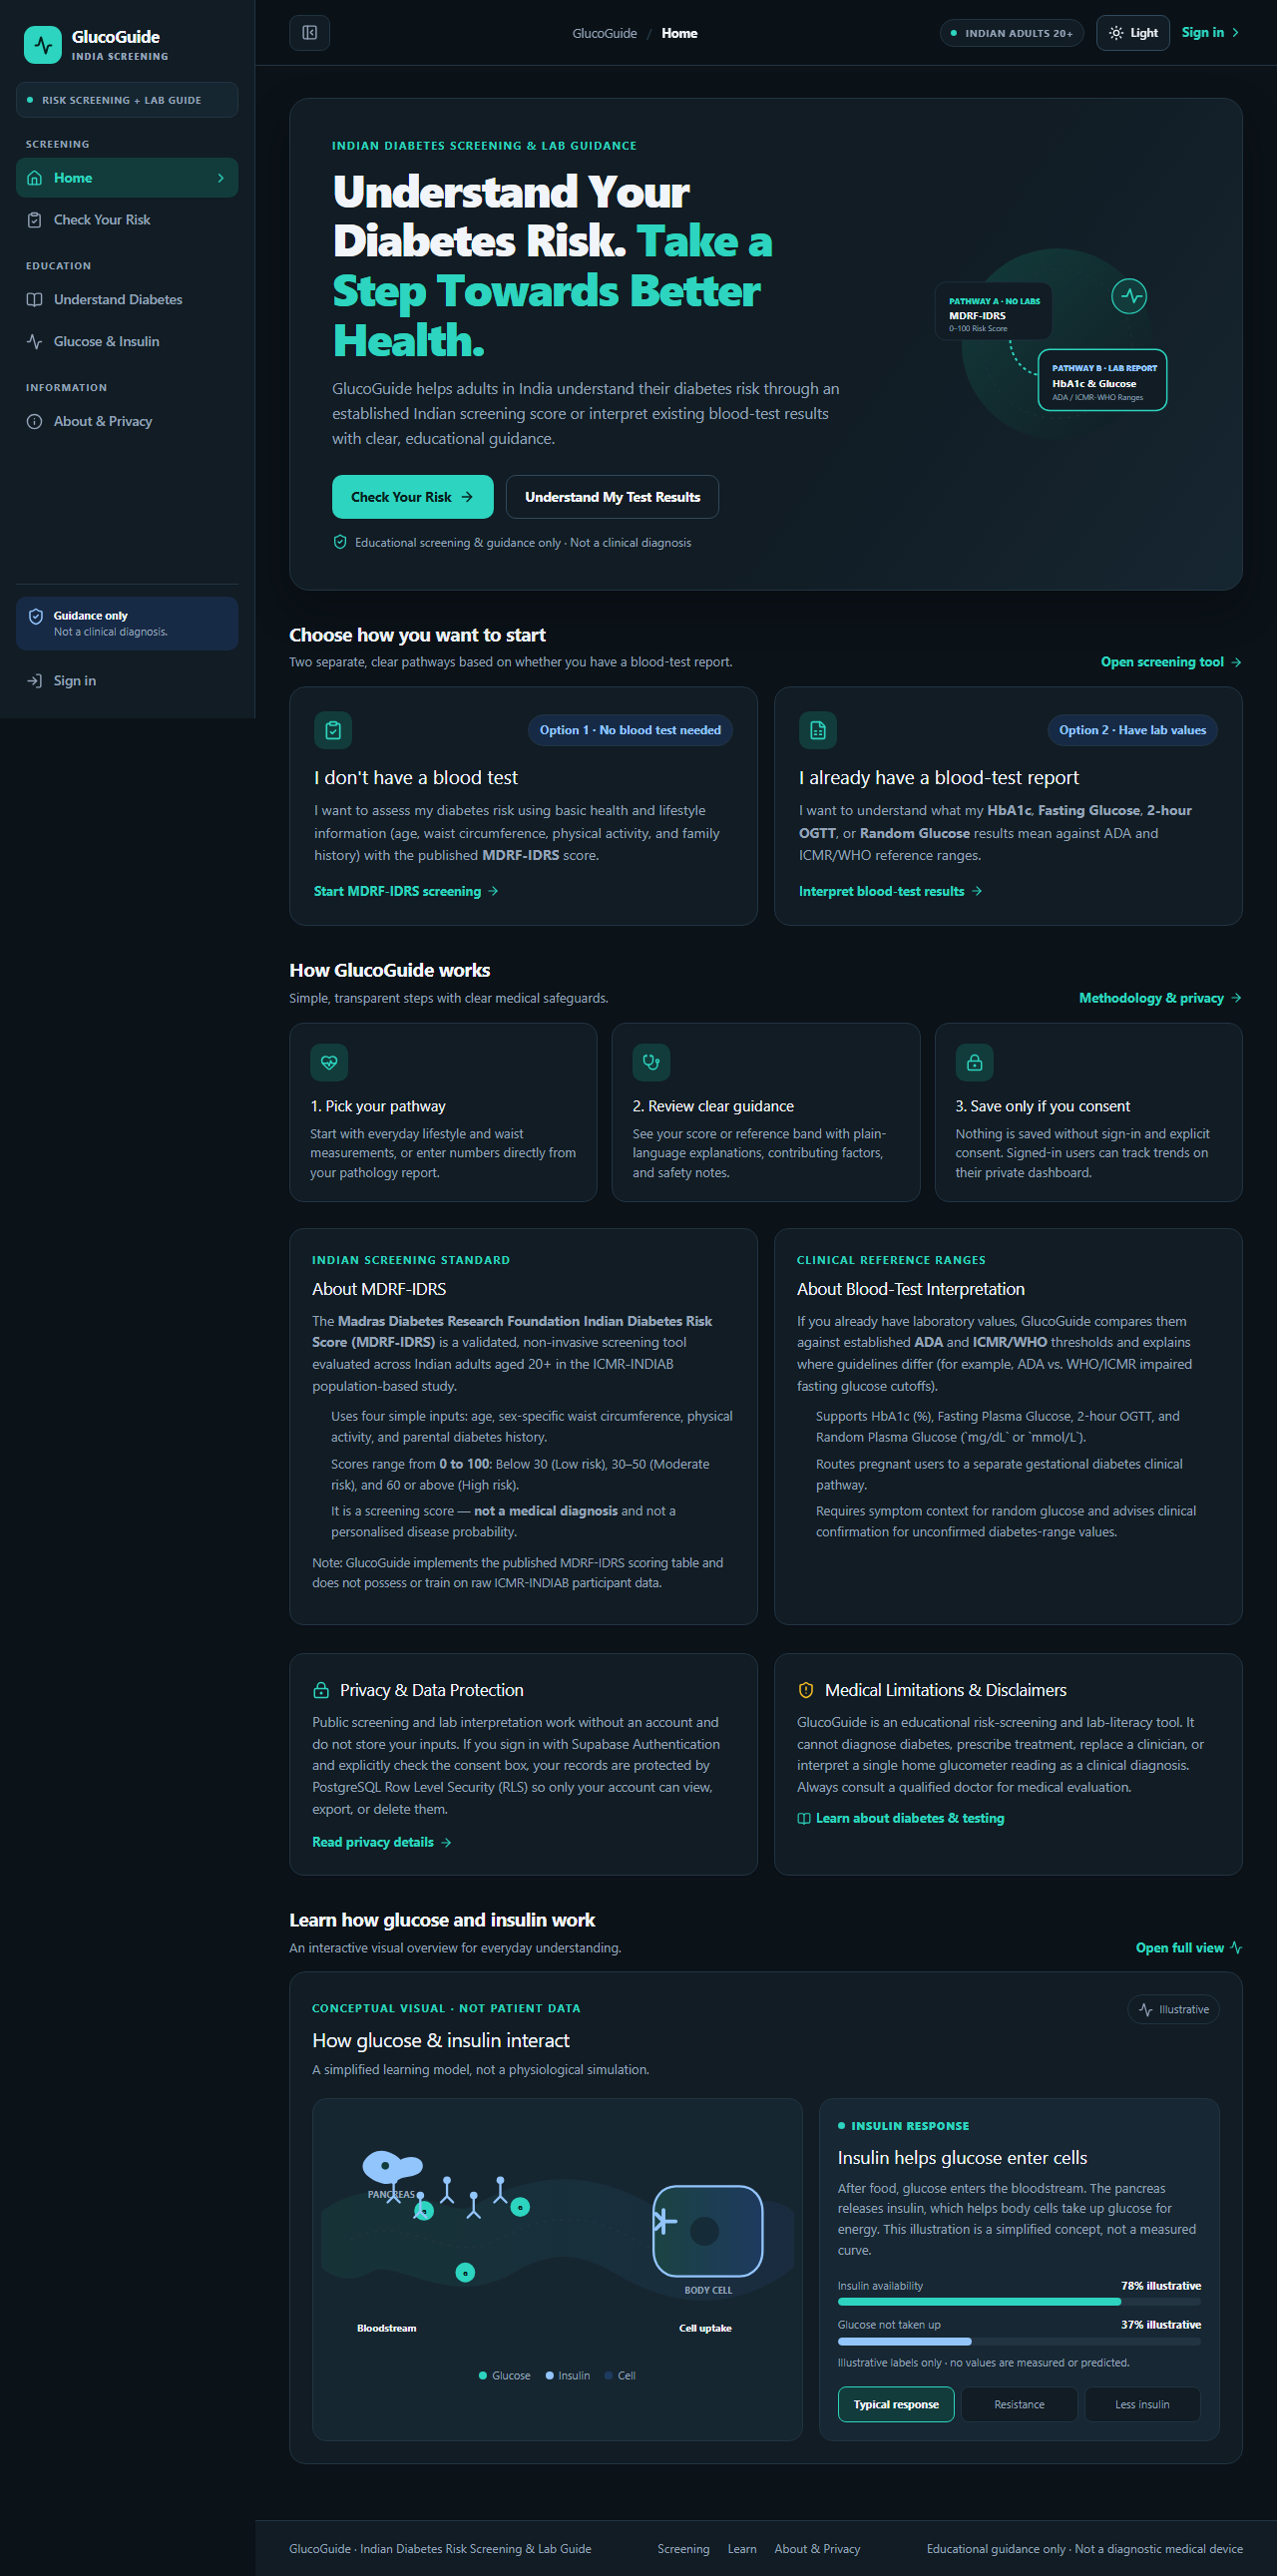 GlucoGuide
INDIA SCREENING
RISK SCREENING + LAB GUIDE
SCREENING
Home
Check Your Risk
EDUCATION
Understand Diabetes
Glucose & Insulin
INFORMATION
About & Privacy
Guidance only
Not a clinical diagnosis.
Sign in
GlucoGuide / Home
INDIAN ADULTS 20+
Light
Sign in
INDIAN DIABETES SCREENING & LAB GUIDANCE
Understand Your
Diabetes Risk. Take a
Step Towards Better
Health.
GlucoGuide helps adults in India understand their diabetes risk through an
established Indian screening score or interpret existing blood-test results
with clear, educational guidance.
Check Your Risk
Understand My Test Results
Educational screening & guidance only · Not a clinical diagnosis
PATHWAY A · NO LABS
MDRF-IDRS
0–100 Risk Score
PATHWAY B · LAB REPORT
HbA1c & Glucose
ADA / ICMR-WHO Ranges
Choose how you want to start
Two separate, clear pathways based on whether you have a blood-test report.
Open screening tool
Option 1 · No blood test needed
I don't have a blood test
I want to assess my diabetes risk using basic health and lifestyle
information (age, waist circumference, physical activity, and family
history) with the published MDRF-IDRS score.
Start MDRF-IDRS screening
Option 2 · Have lab values
I already have a blood-test report
I want to understand what my HbA1c, Fasting Glucose, 2-hour
OGTT, or Random Glucose results mean against ADA and
ICMR/WHO reference ranges.
Interpret blood-test results
How GlucoGuide works
Simple, transparent steps with clear medical safeguards.
Methodology & privacy
1. Pick your pathway
Start with everyday lifestyle and waist
measurements, or enter numbers directly from
your pathology report.
2. Review clear guidance
See your score or reference band with plain-
language explanations, contributing factors,
and safety notes.
3. Save only if you consent
Nothing is saved without sign-in and explicit
consent. Signed-in users can track trends on
their private dashboard.
INDIAN SCREENING STANDARD
About MDRF-IDRS
The Madras Diabetes Research Foundation Indian Diabetes Risk
Score (MDRF-IDRS) is a validated, non-invasive screening tool
evaluated across Indian adults aged 20+ in the ICMR-INDIAB
population-based study.
Uses four simple inputs: age, sex-specific waist circumference, physical
activity, and parental diabetes history.
Scores range from 0 to 100: Below 30 (Low risk), 30–50 (Moderate
risk), and 60 or above (High risk).
It is a screening score — not a medical diagnosis and not a
personalised disease probability.
Note: GlucoGuide implements the published MDRF-IDRS scoring table and
does not possess or train on raw ICMR-INDIAB participant data.
CLINICAL REFERENCE RANGES
About Blood-Test Interpretation
If you already have laboratory values, GlucoGuide compares them
against established ADA and ICMR/WHO thresholds and explains
where guidelines differ (for example, ADA vs. WHO/ICMR impaired
fasting glucose cutoffs).
Supports HbA1c (%), Fasting Plasma Glucose, 2-hour OGTT, and
Random Plasma Glucose (`mg/dL` or `mmol/L`).
Routes pregnant users to a separate gestational diabetes clinical
pathway.
Requires symptom context for random glucose and advises clinical
confirmation for unconfirmed diabetes-range values.
Privacy & Data Protection
Public screening and lab interpretation work without an account and
do not store your inputs. If you sign in with Supabase Authentication
and explicitly check the consent box, your records are protected by
PostgreSQL Row Level Security (RLS) so only your account can view,
export, or delete them.
Read privacy details
Medical Limitations & Disclaimers
GlucoGuide is an educational risk-screening and lab-literacy tool. It
cannot diagnose diabetes, prescribe treatment, replace a clinician, or
interpret a single home glucometer reading as a clinical diagnosis.
Always consult a qualified doctor for medical evaluation.
Learn about diabetes & testing
Learn how glucose and insulin work
An interactive visual overview for everyday understanding.
Open full view
CONCEPTUAL VISUAL · NOT PATIENT DATA
How glucose & insulin interact
A simplified learning model, not a physiological simulation.
Illustrative
PANCREAS
BODY CELL
Bloodstream
Cell uptake
Glucose
Insulin
Cell
INSULIN RESPONSE
Insulin helps glucose enter cells
After food, glucose enters the bloodstream. The pancreas
releases insulin, which helps body cells take up glucose for
energy. This illustration is a simplified concept, not a measured
curve.
Insulin availability 78% illustrative
Glucose not taken up 37% illustrative
Illustrative labels only · no values are measured or predicted.
Typical response
Resistance
Less insulin
GlucoGuide · Indian Diabetes Risk Screening & Lab Guide
Screening
Learn
About & Privacy
Educational guidance only · Not a diagnostic medical device